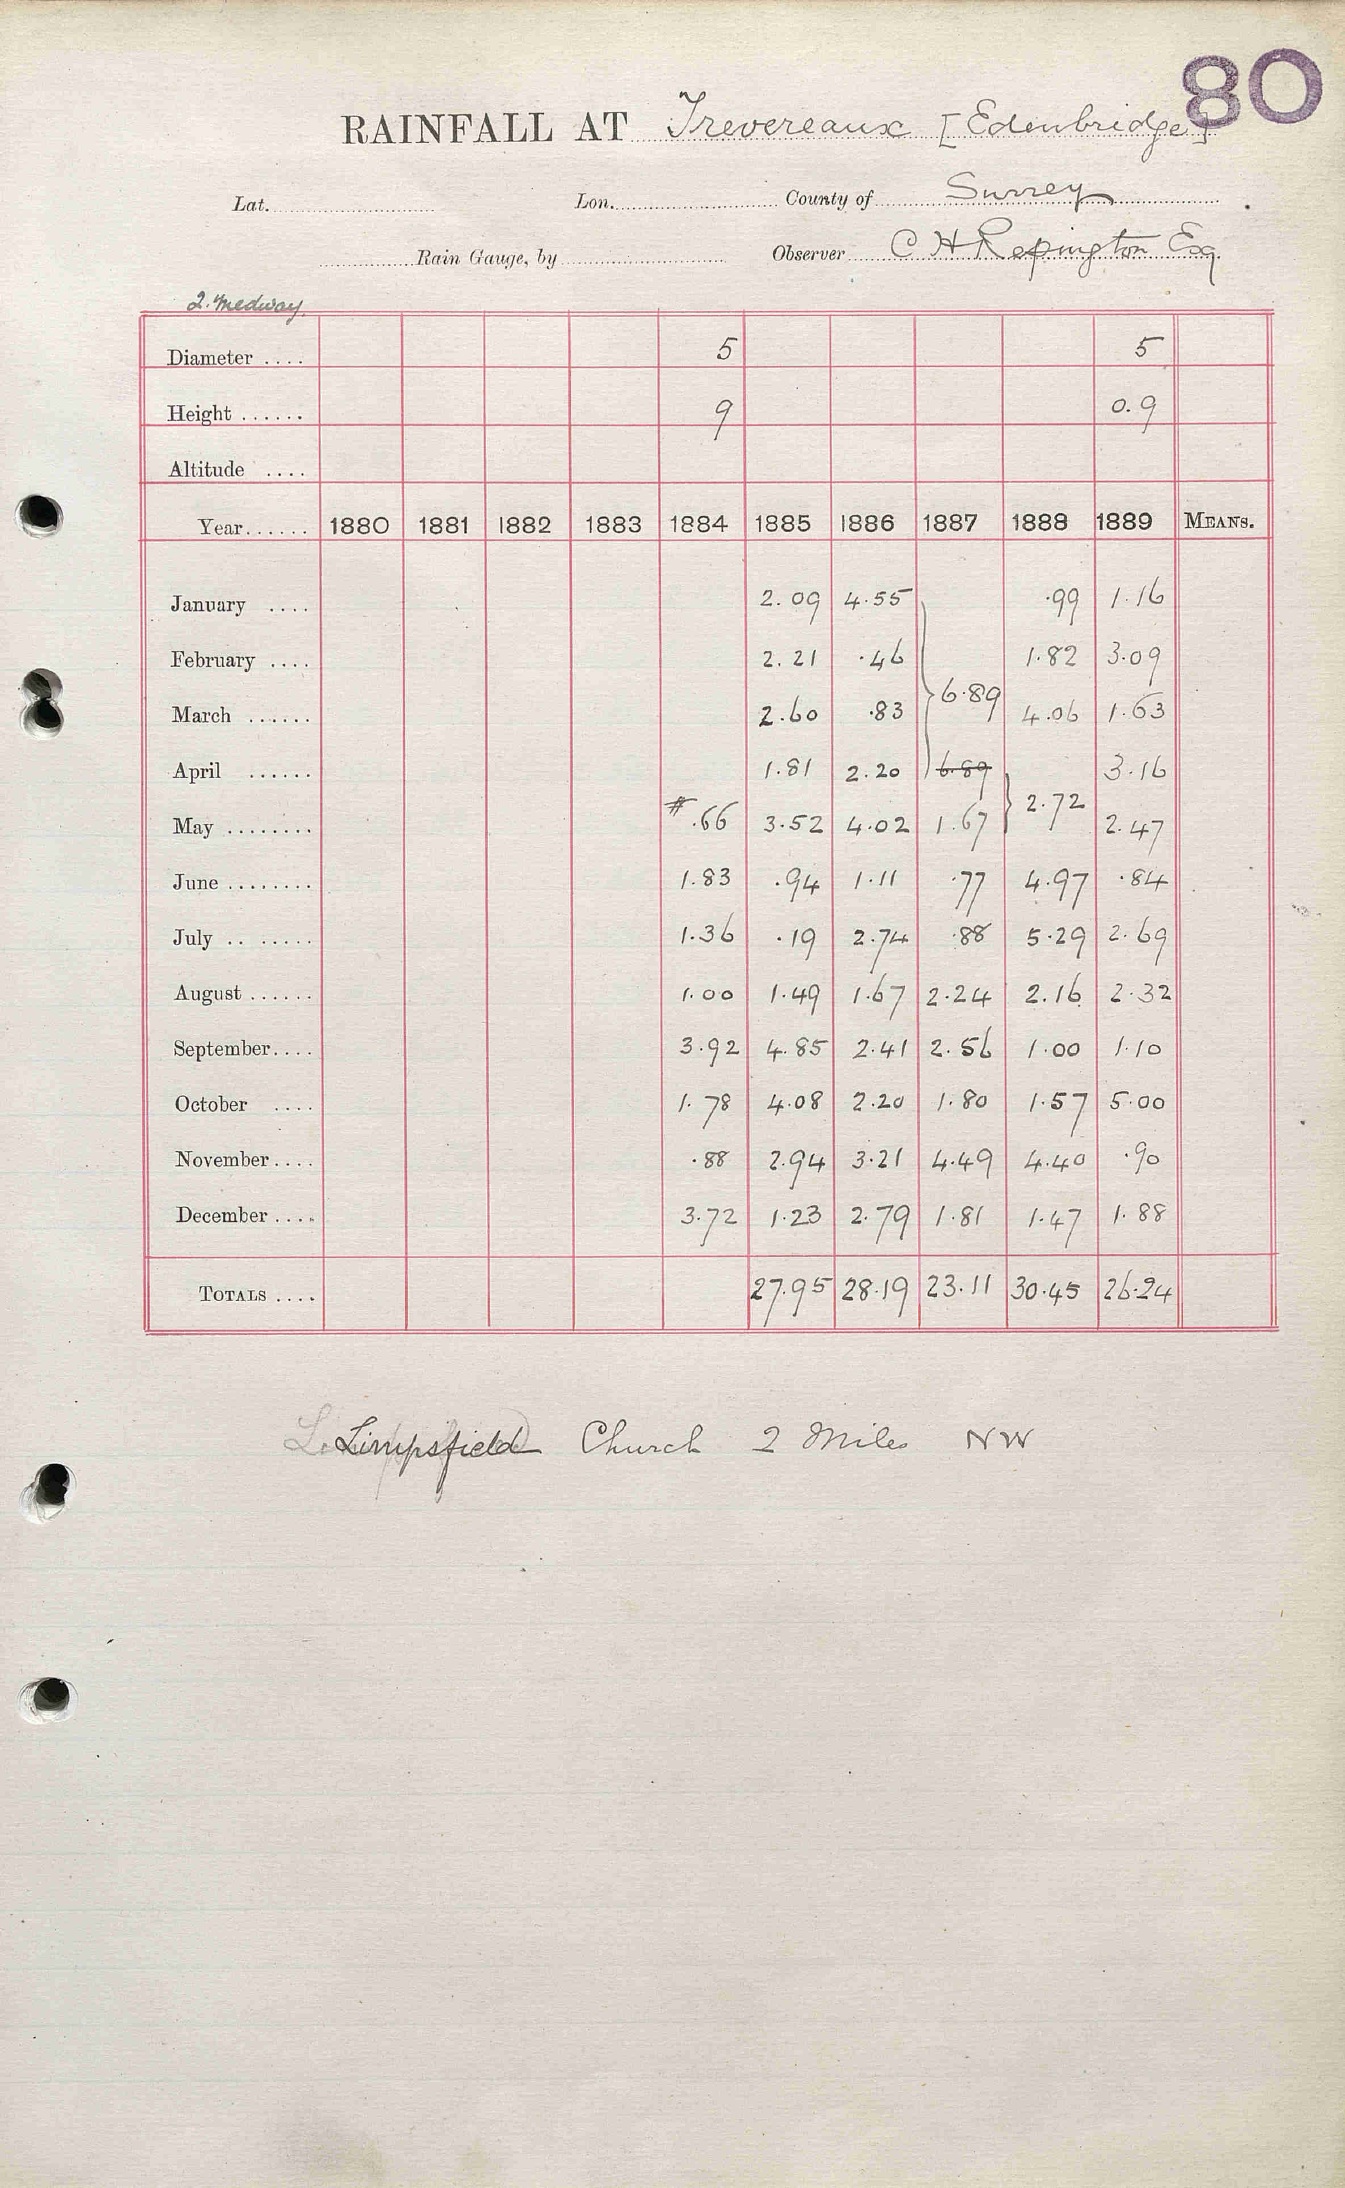 80
RAINFALL AT Trevereaux [Edenbridge]
Lat. Lon. County of Surrey
Rain Gauge, by Observer C H Repington Esq
2. Medway
Diameter .... 5 5
Height ...... 9 0.9
Altitude ....
Year...... 1880 1881 1882 1883 1884 1885 1886 1887 1888 1889 MEANS.
January .... 2.09 4.55 .99 1.16
February .... 2.21 .46 1.82 3.09
March ...... 2.60 .83 6.89 4.06 1.63
April ...... 1.81 2.20 6.89 3.16
May ........ # .66 3.52 4.02 1.67 2.72 2.47
June ........ 1.83 .94 1.11 .77 4.97 .84
July .. ..... 1.36 .19 2.74 .88 5.29 2.69
August ...... 1.00 1.49 1.67 2.24 2.16 2.32
September.... 3.92 4.85 2.41 2.56 1.00 1.10
October .... 1.78 4.08 2.20 1.80 1.57 5.00
November .... .88 2.94 3.21 4.49 4.40 .90
December .... 3.72 1.23 2.79 1.81 1.47 1.88
TOTALS .... 27.95 28.19 23.11 30.45 26.24
Limpsfield Church 2 Miles NW